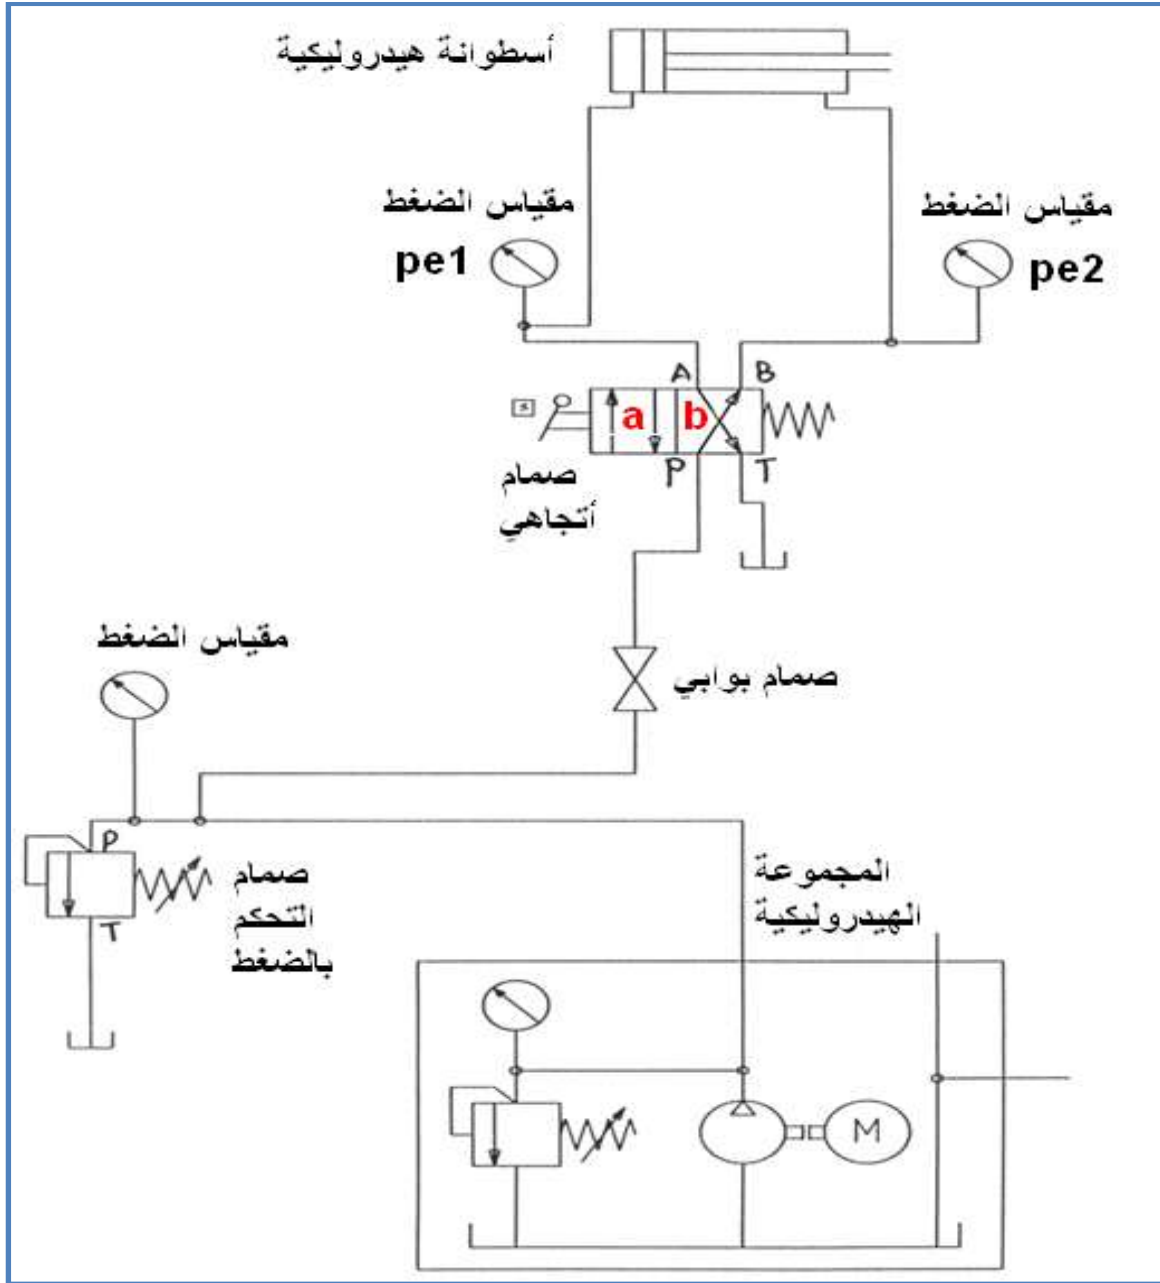 أسطوانة هيدروليكية
مقياس الضغط
pe1
مقياس الضغط
pe2
A
B
a
b
P
T
صمام
أتجاهي
مقياس الضغط
صمام بوابي
P
T
صمام
التحكم
بالضغط
المجموعة
الهيدروليكية
M